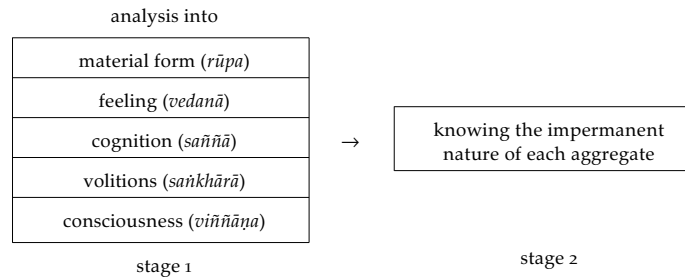 analysis into
material form (rūpa)
feeling (vedanā)
cognition (saññā)
volitions (saṅkhārā)
consciousness (viññāṇa)
stage 1
→
knowing the impermanent
nature of each aggregate
stage 2